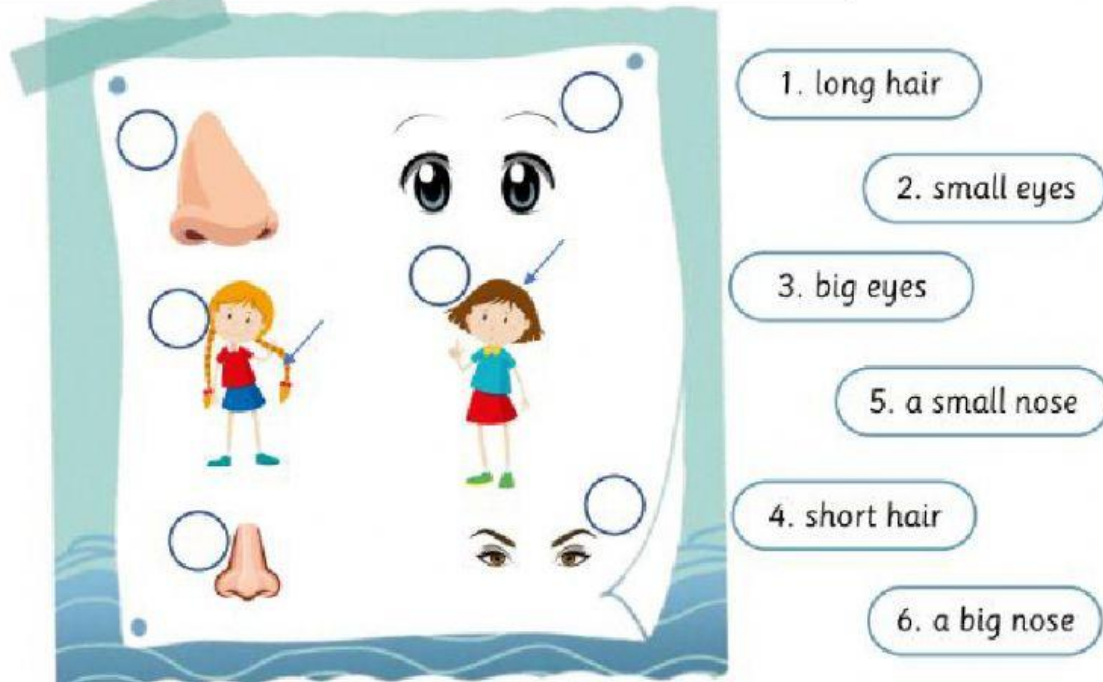 1. long hair
2. small eyes
3. big eyes
5. a small nose
4. short hair
6. a big nose